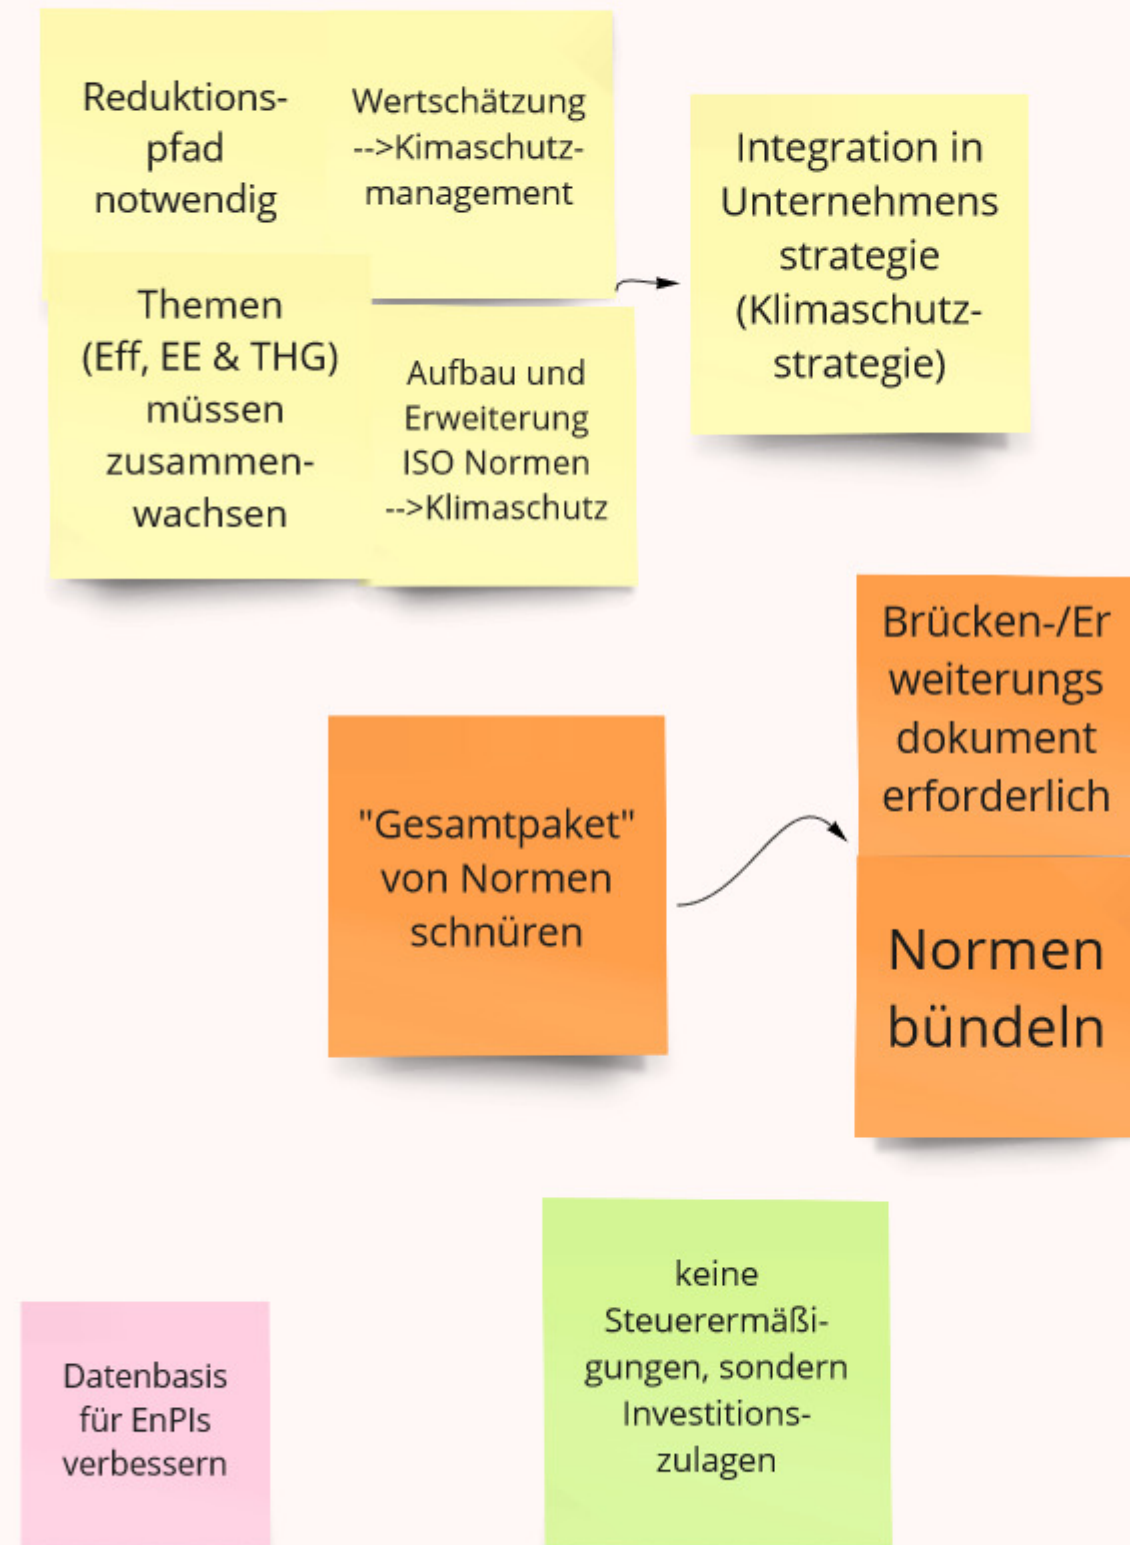 Reduktions-
pfad
notwendig
Wertschätzung
-->Kimaschutz-
management
Themen
(Eff, EE & THG)
müssen
zusammen-
wachsen
Aufbau und
Erweiterung
ISO Normen
-->Klimaschutz
Integration in
Unternehmens
strategie
(Klimaschutz-
strategie)
"Gesamtpaket"
von Normen
schnüren
Brücken-/Er
weiterungs
dokument
erforderlich
Normen
bündeln
keine
Steuerermäßi-
gungen, sondern
Investitions-
zulagen
Datenbasis
für EnPIs
verbessern